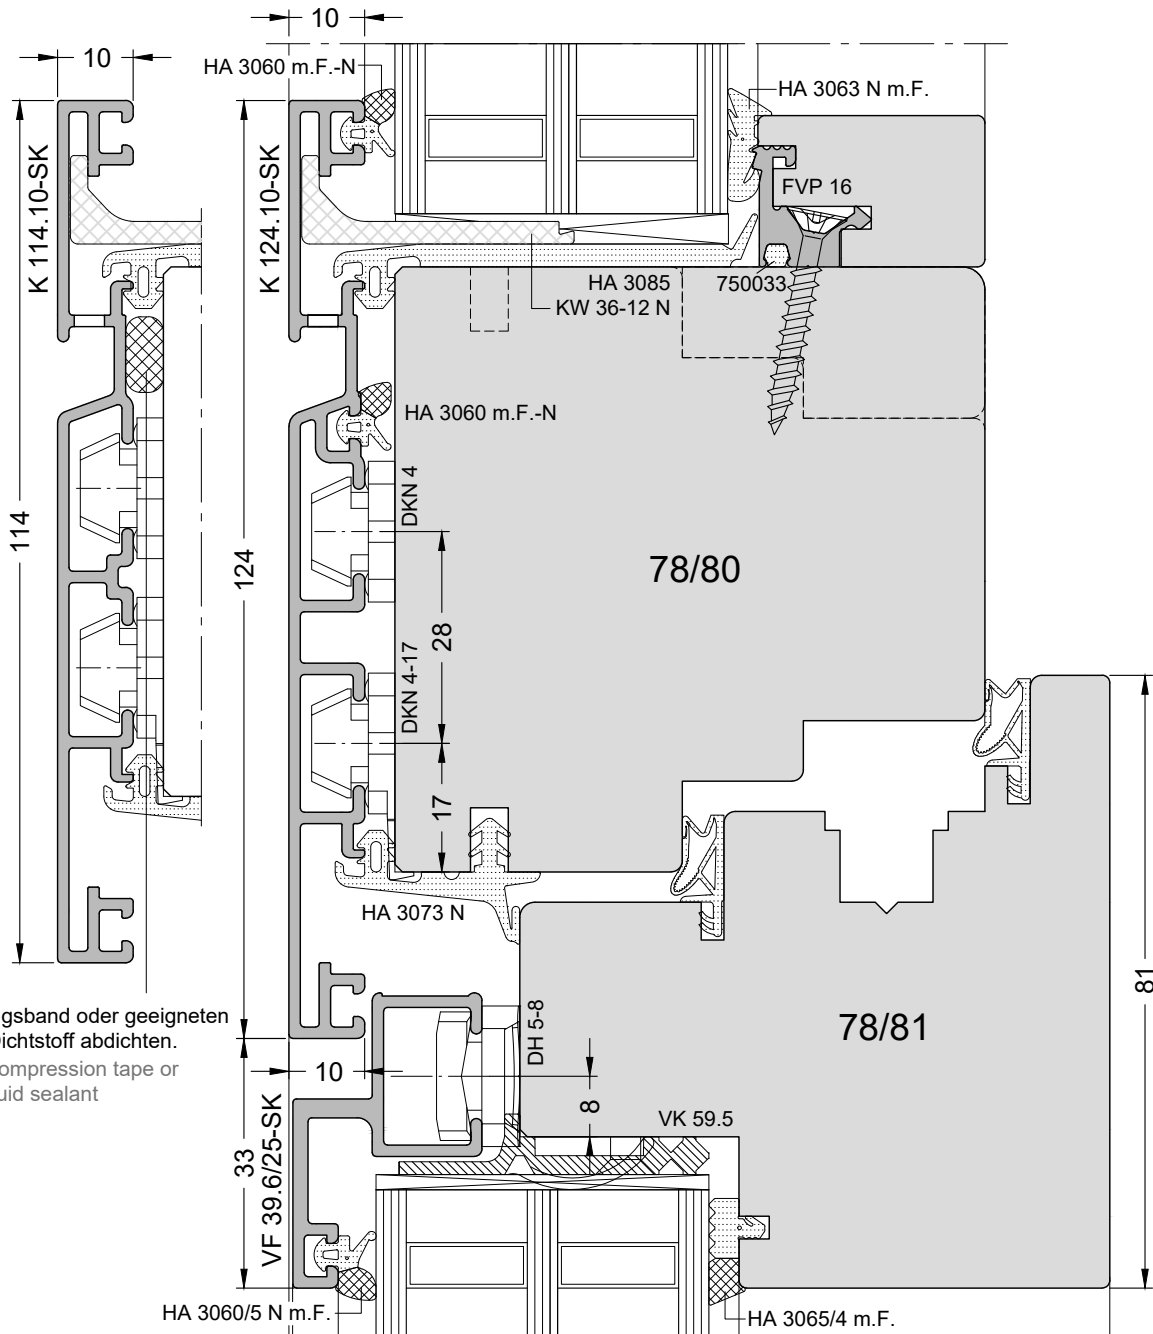 10
10
HA 3060 m.F.-N
HA 3063 N m.F.
K 114.10-SK
K 124.10-SK
FVP 16
HA 3085
750033
KW 36-12 N
HA 3060 m.F.-N
DKN 4
114
124
78/80
28
DKN 4-17
17
HA 3073 N
81
gsband oder geeigneten
Dichtstoff abdichten.
ompression tape or
uid sealant
DH 5-8
78/81
10
8
VK 59.5
33
VF 39.6/25-SK
HA 3060/5 N m.F.
HA 3065/4 m.F.